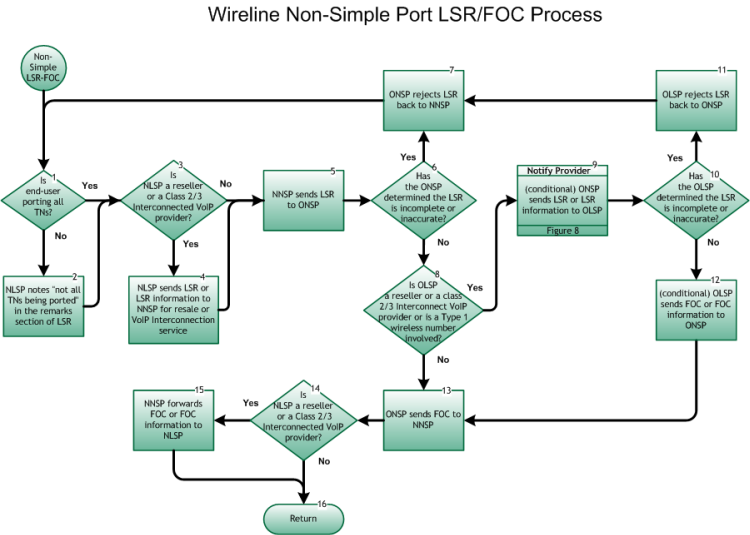 Wireline Non-Simple Port LSR/FOC Process
Non-
Simple
LSR-FOC
1
Is
end-user
porting all
TNs?
Yes
No
2
NLSP notes "not all
TNs being ported"
in the remarks
section of LSR
3
Is
NLSP a reseller
or a Class 2/3
Interconnected VoIP
provider?
No
Yes
4
NLSP sends LSR or
LSR information to
NNSP for resale or
VoIP Interconnection
service
5
NNSP sends LSR
to ONSP
6
Has
the ONSP
determined the LSR
is incomplete or
inaccurate?
Yes
No
7
ONSP rejects LSR
back to NNSP
8
Is OLSP
a reseller or a class
2/3 Interconnect VoIP
provider or is a Type 1
wireless number
involved?
Yes
No
9
Notify Provider
(conditional) ONSP
sends LSR or LSR
information to OLSP
Figure 8
10
Has
the OLSP
determined the LSR
is incomplete or
inaccurate?
Yes
No
11
OLSP rejects LSR
back to ONSP
12
(conditional) OLSP
sends FOC or FOC
information to
ONSP
13
ONSP sends FOC to
NNSP
14
Is
NLSP a reseller
or a Class 2/3
Interconnected VoIP
provider?
Yes
No
15
NNSP forwards
FOC or FOC
information to
NLSP
16
Return